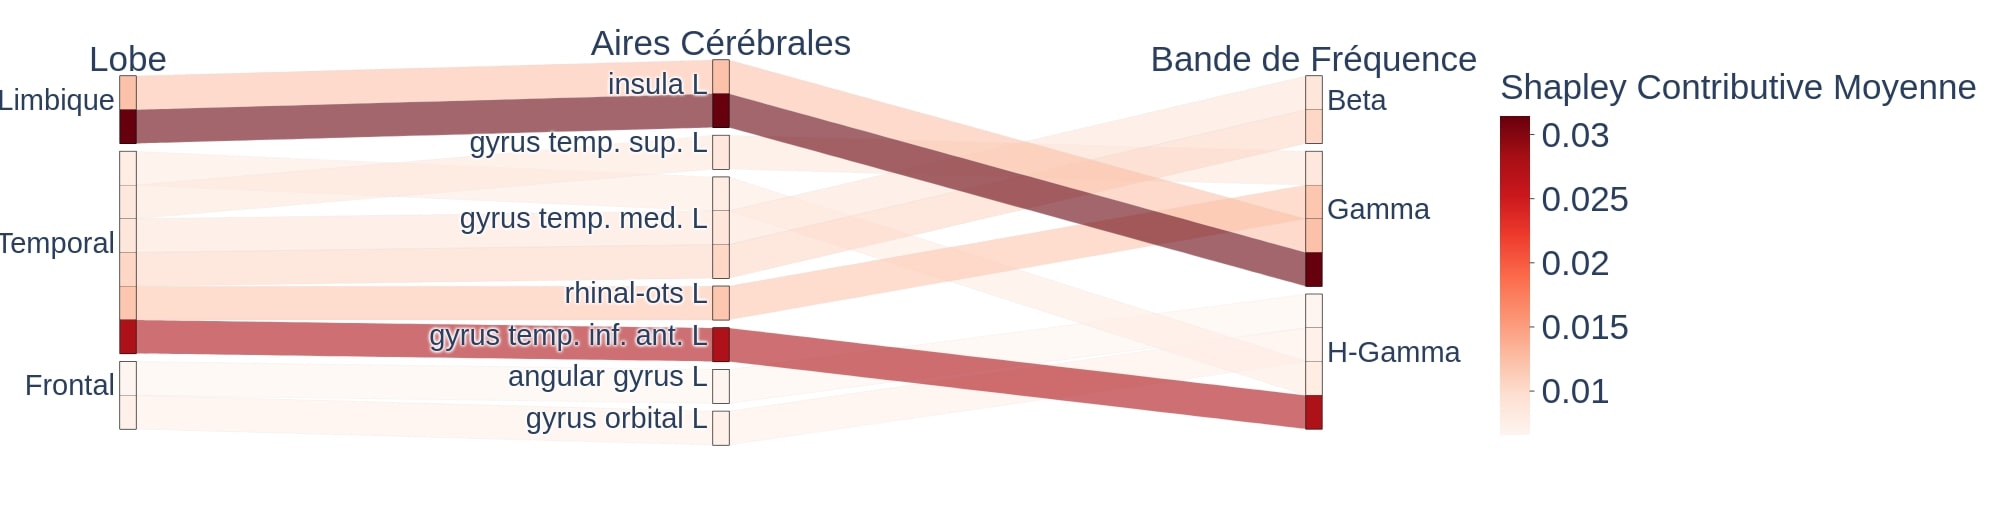 Lobe
Aires Cérébrales
Bande de Fréquence
Shapley Contributive Moyenne
Limbique
Temporal
Frontal
insula L
gyrus temp. sup. L
gyrus temp. med. L
rhinal-ots L
gyrus temp. inf. ant. L
angular gyrus L
gyrus orbital L
Beta
Gamma
H-Gamma
0.03
0.025
0.02
0.015
0.01